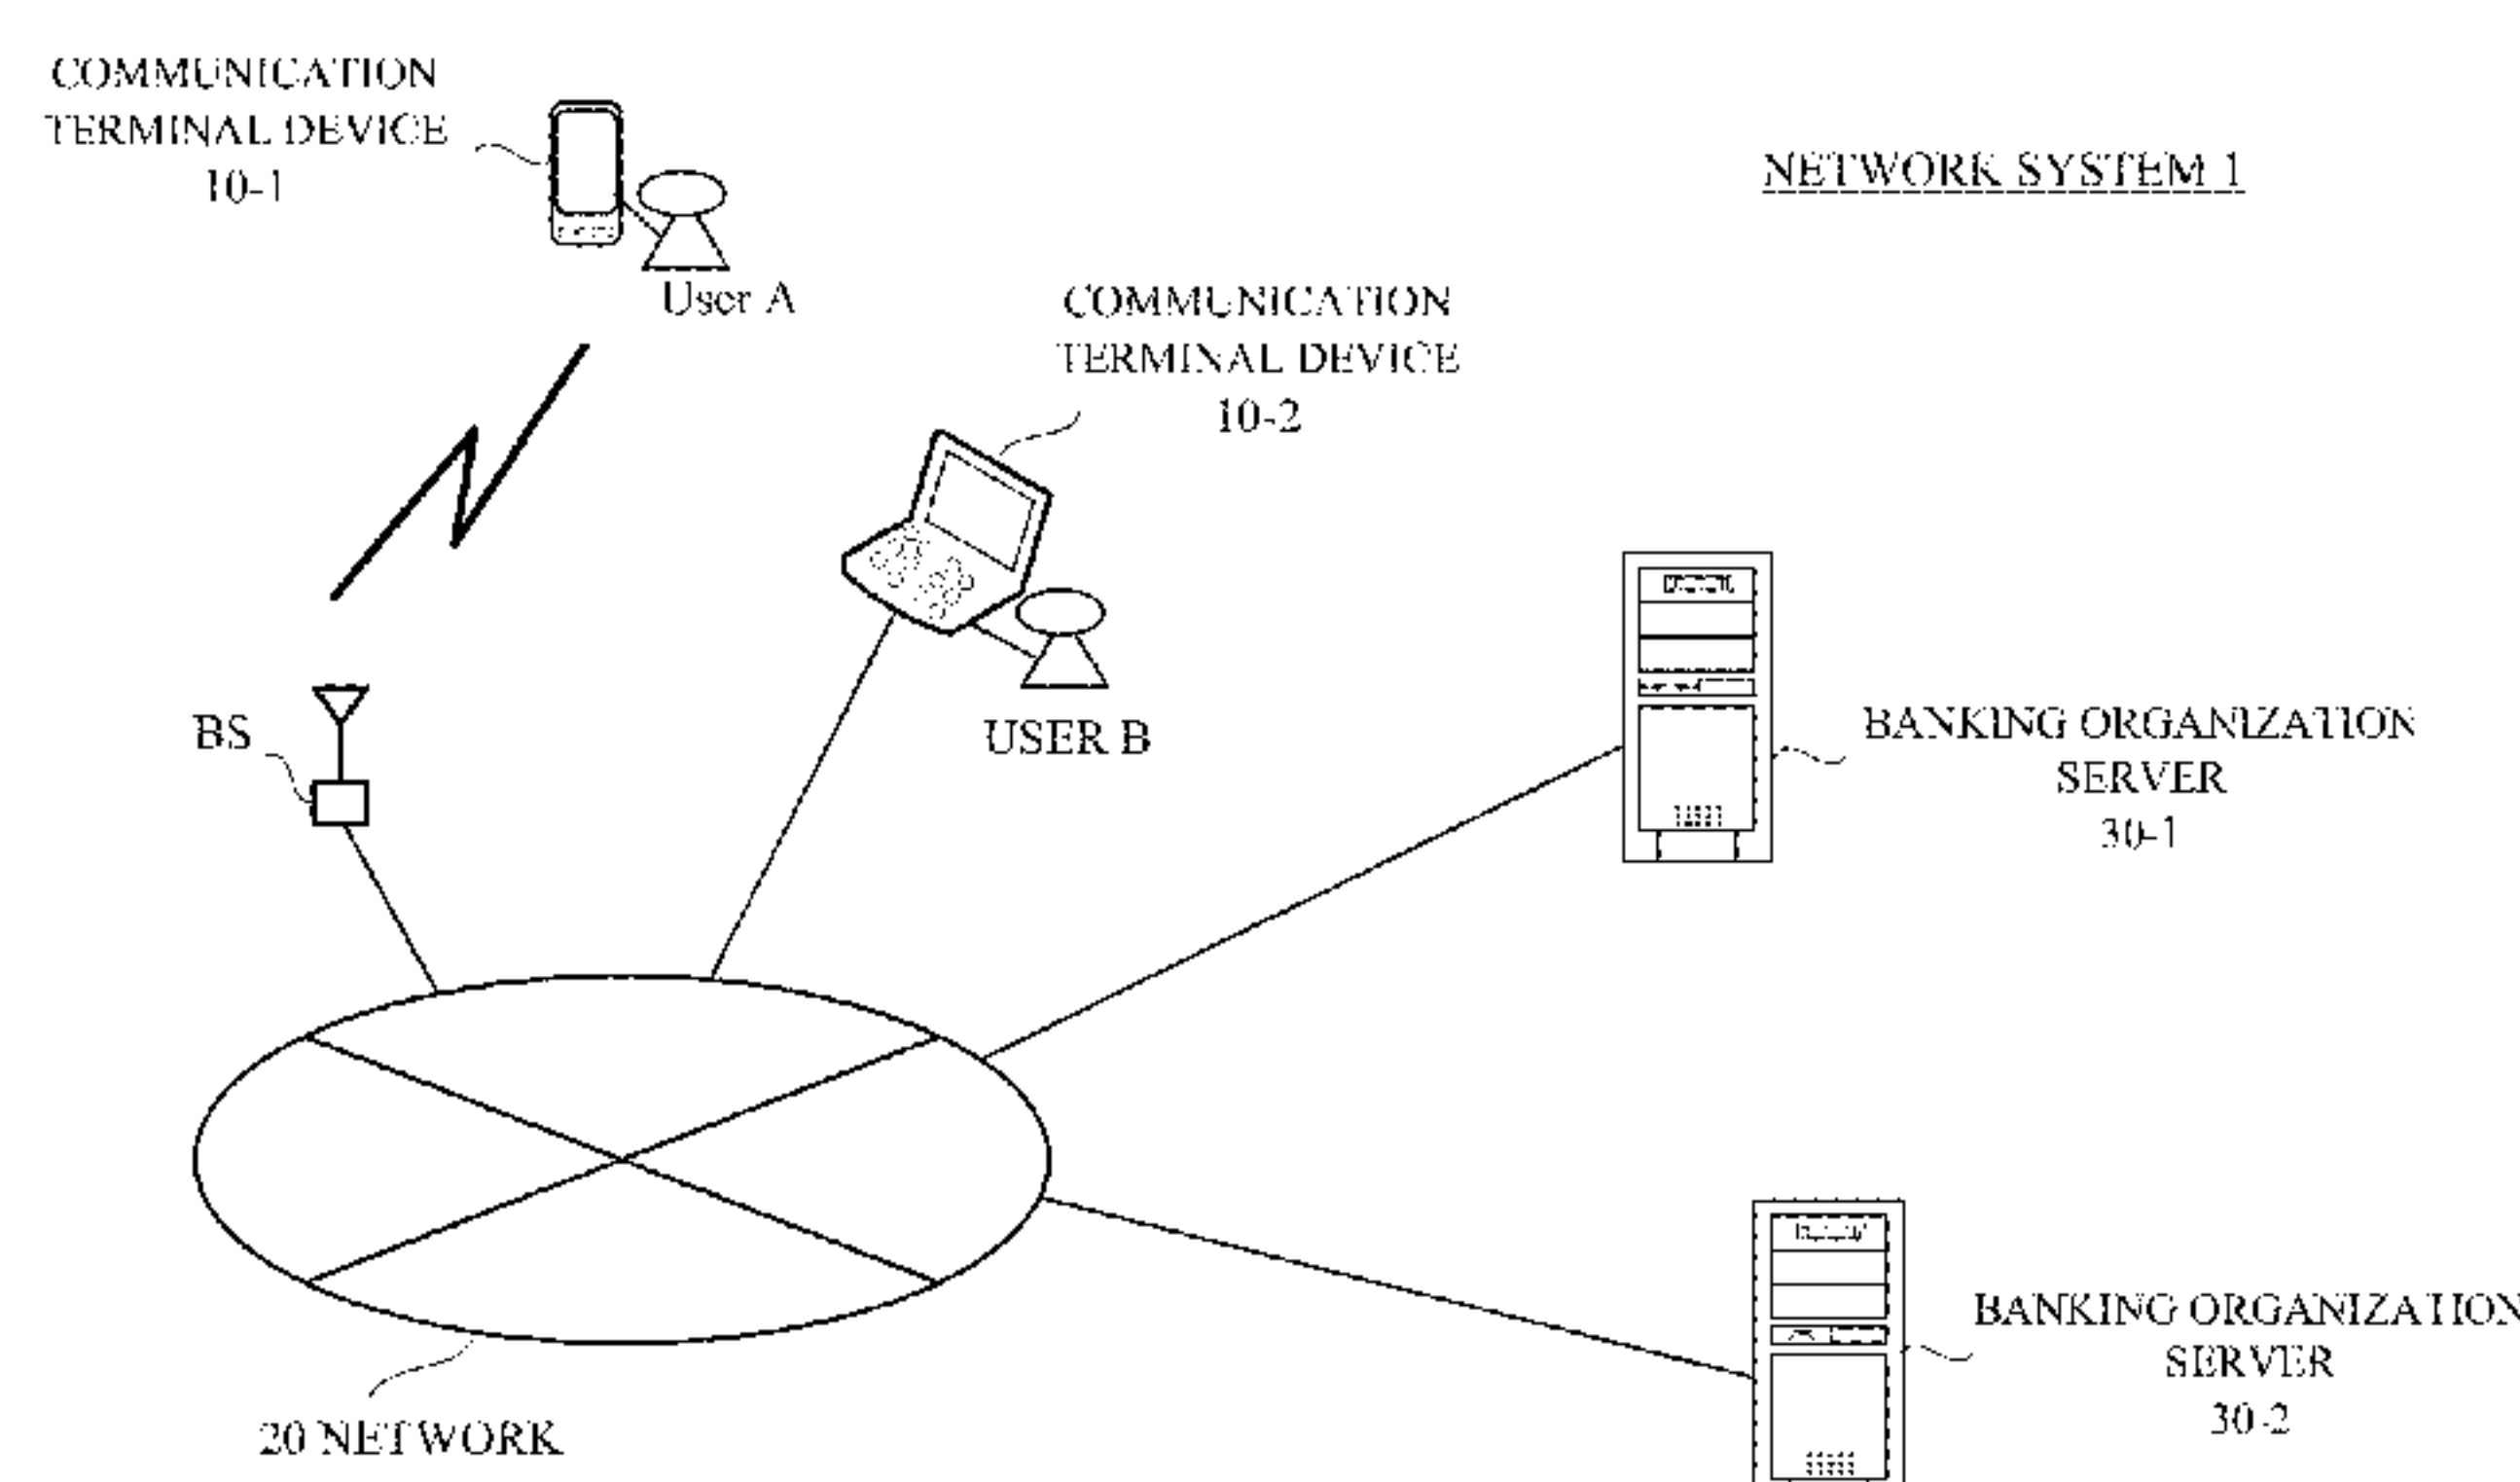 COMMUNICATION
TERMINAL DEVICE
10-1
User A
NETWORK SYSTEM 1
COMMUNICATION
TERMINAL DEVICE
10-2
USER B
BS
BANKING ORGANIZATION
SERVER
30-1
BANKING ORGANIZATION
SERVER
30-2
20 NETWORK